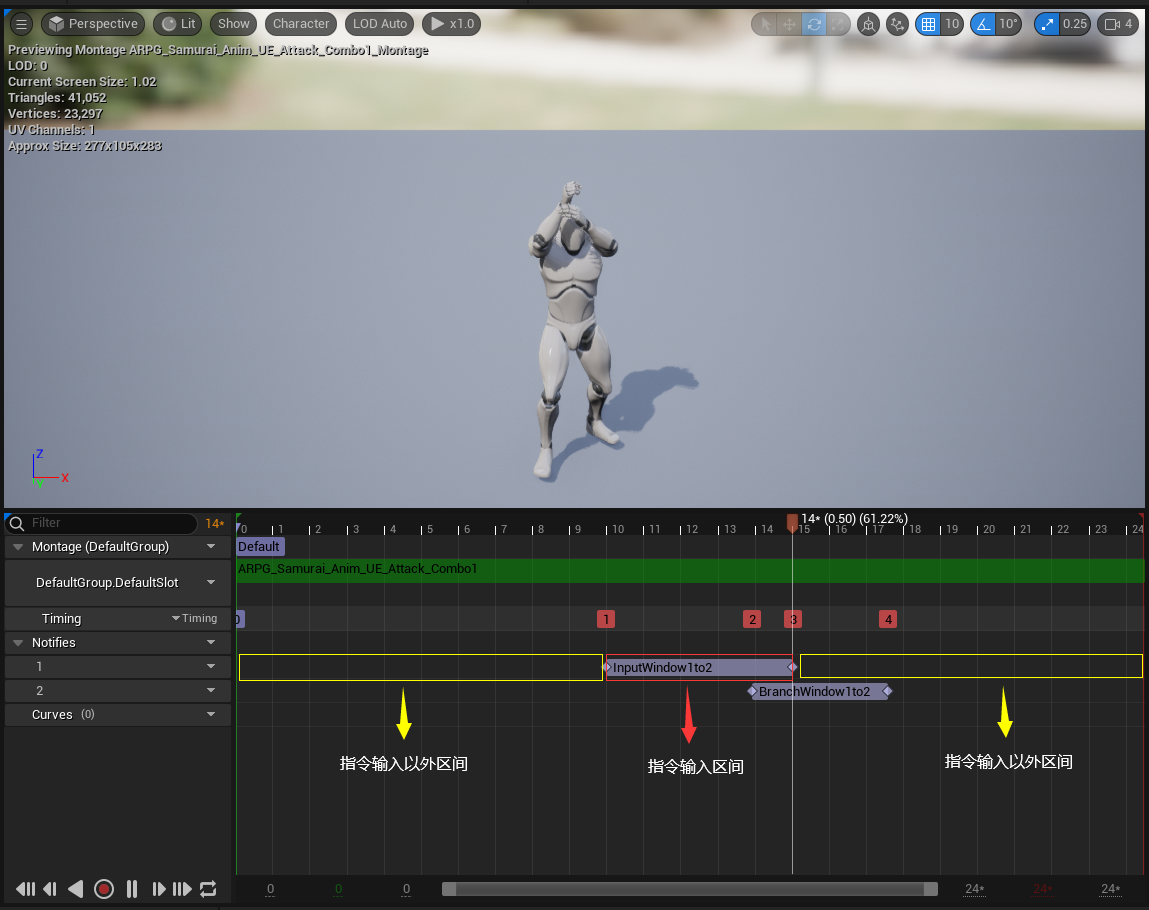 Perspective Lit Show Character LOD Auto x1.0 10 10° 0.25 4
Previewing Montage ARPG_Samurai_Anim_UE_Attack_Combo1_Montage
LOD: 0
Current Screen Size: 1.02
Triangles: 41,052
Vertices: 23,297
UV Channels: 1
Approx Size: 277x105x283
Z
X
Y
Filter 14*
14* (0.50) (61.22%)
0 1 2 3 4 5 6 7 8 9 10 11 12 13 14 15 16 17 18 19 20 21 22 23 24
Montage (DefaultGroup) Default
ARPG_Samurai_Anim_UE_Attack_Combo1
DefaultGroup.DefaultSlot
Timing Timing 1 2 3 4
Notifies
1 InputWindow1to2
2 BranchWindow1to2
Curves (0)
指令输入以外区间 指令输入区间 指令输入以外区间
0 0 0 24* 24* 24*